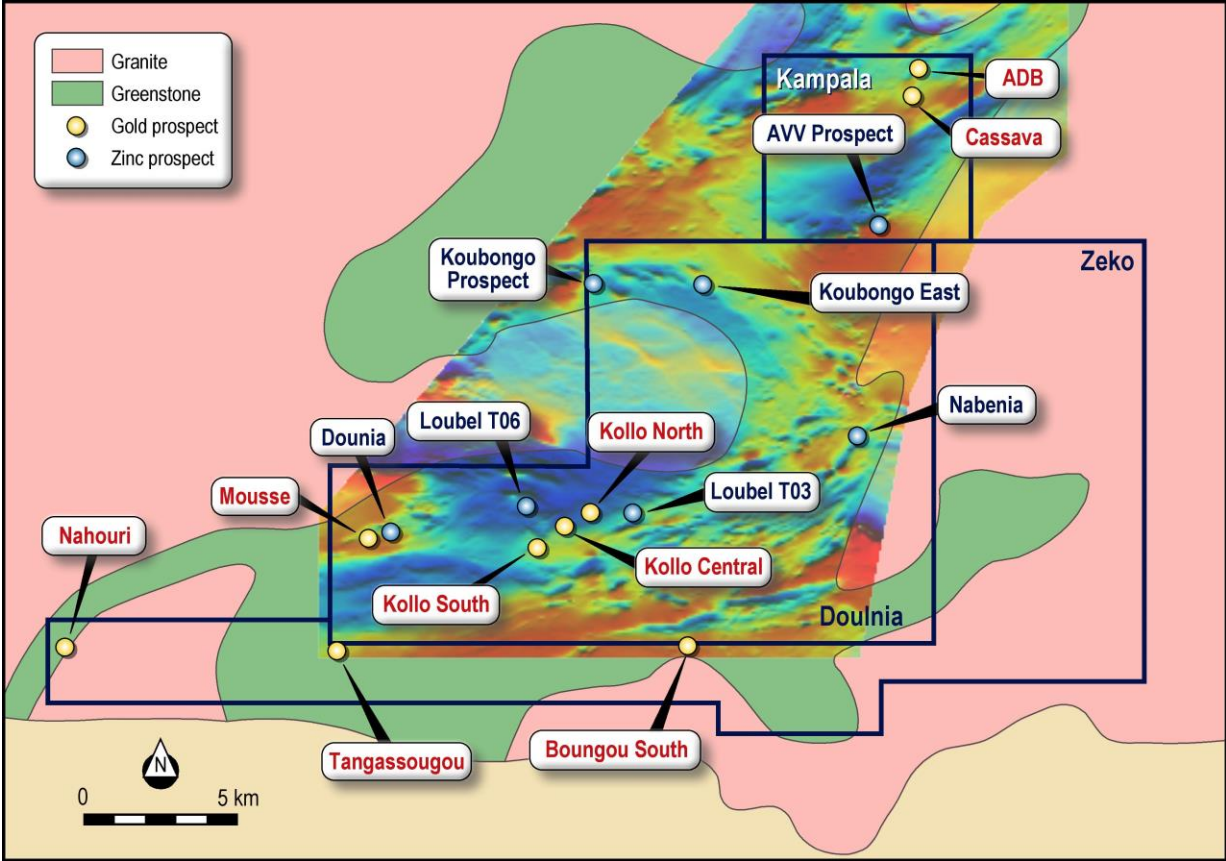 Granite
Greenstone
Gold prospect
Zinc prospect
Kampala
ADB
AVV Prospect
Cassava
Koubongo
Prospect
Koubongo East
Zeko
Nabenia
Loubel T06
Kollo North
Dounia
Loubel T03
Mousse
Nahouri
Kollo Central
Kollo South
Doulnia
Tangassougou
Boungou South
N
0 5 km